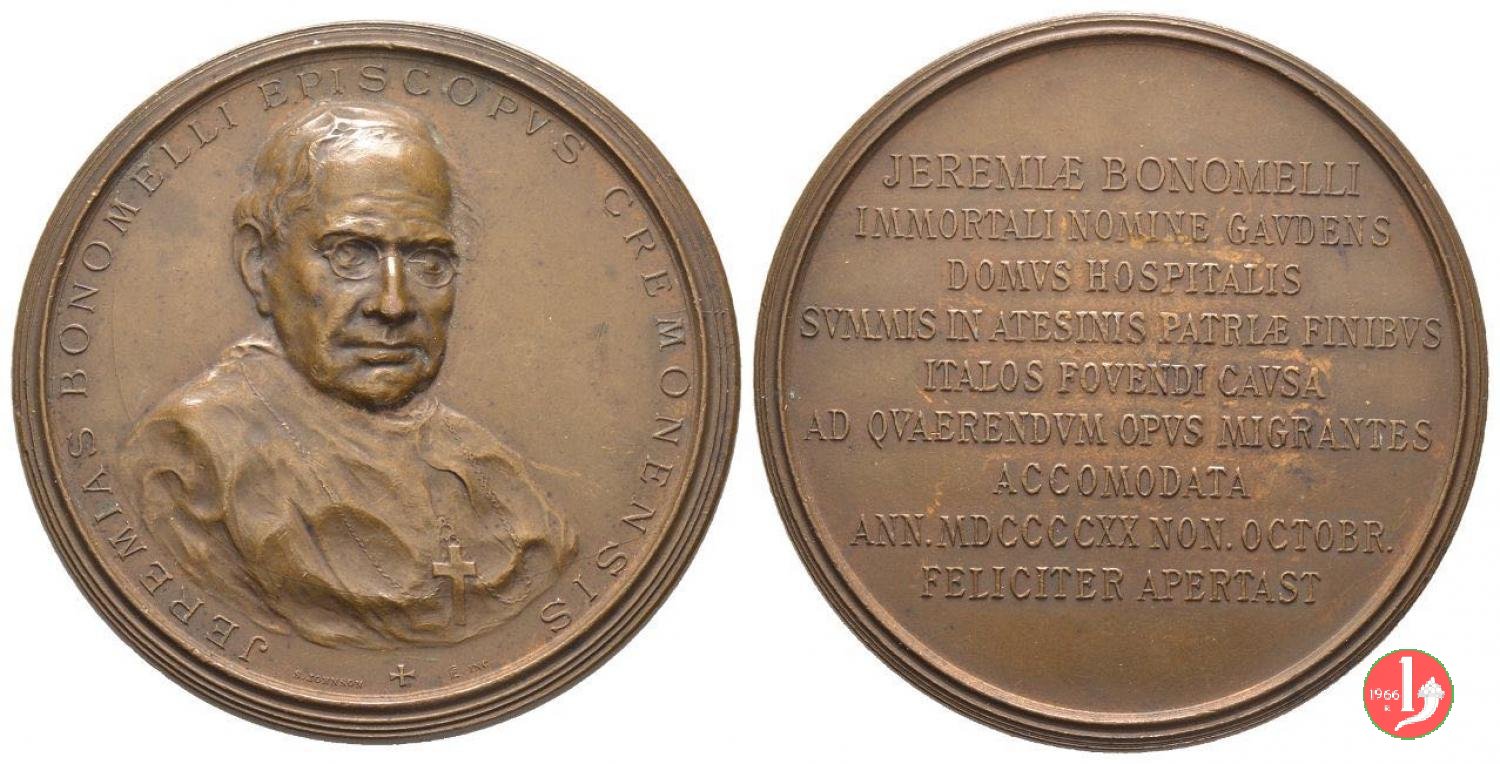 JEREMIAS BONOMELLI EPISCOPVS CREMONENSIS
S. JOHNSON
INC
JEREMIÆ BONOMELLI
IMMORTALI NOMINE GAVDENS
DOMVS HOSPITALIS
SVMMIS IN ATESINIS PATRIÆ FINIBVS
ITALOS FOVENDI CAVSA
AD QVAERENDVM OPVS MIGRANTES
ACCOMODATA
ANN. MDCCCCXX NON. OCTOBR.
FELICITER APERTAST
1966